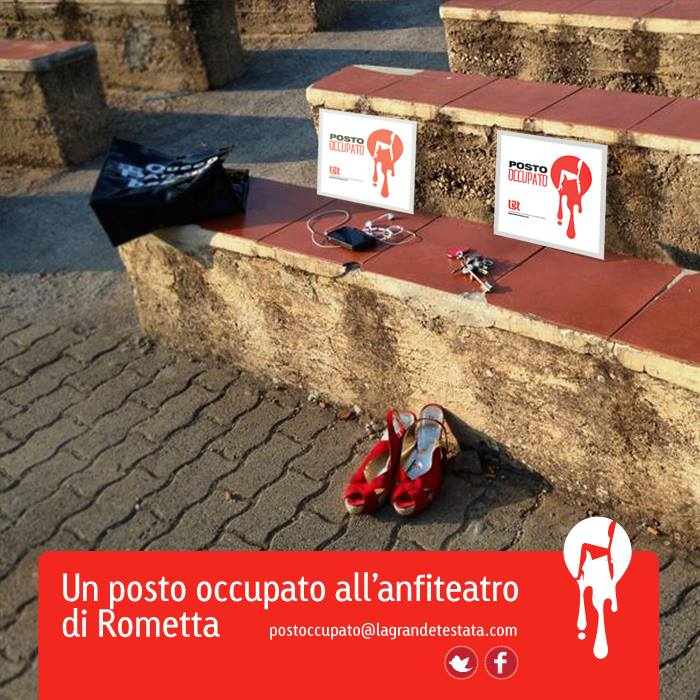 POSTO
OCCUPATO
POSTO
OCCUPATO
Un posto occupato all'anfiteatro
di Rometta
postoccupato@lagrandetestata.com